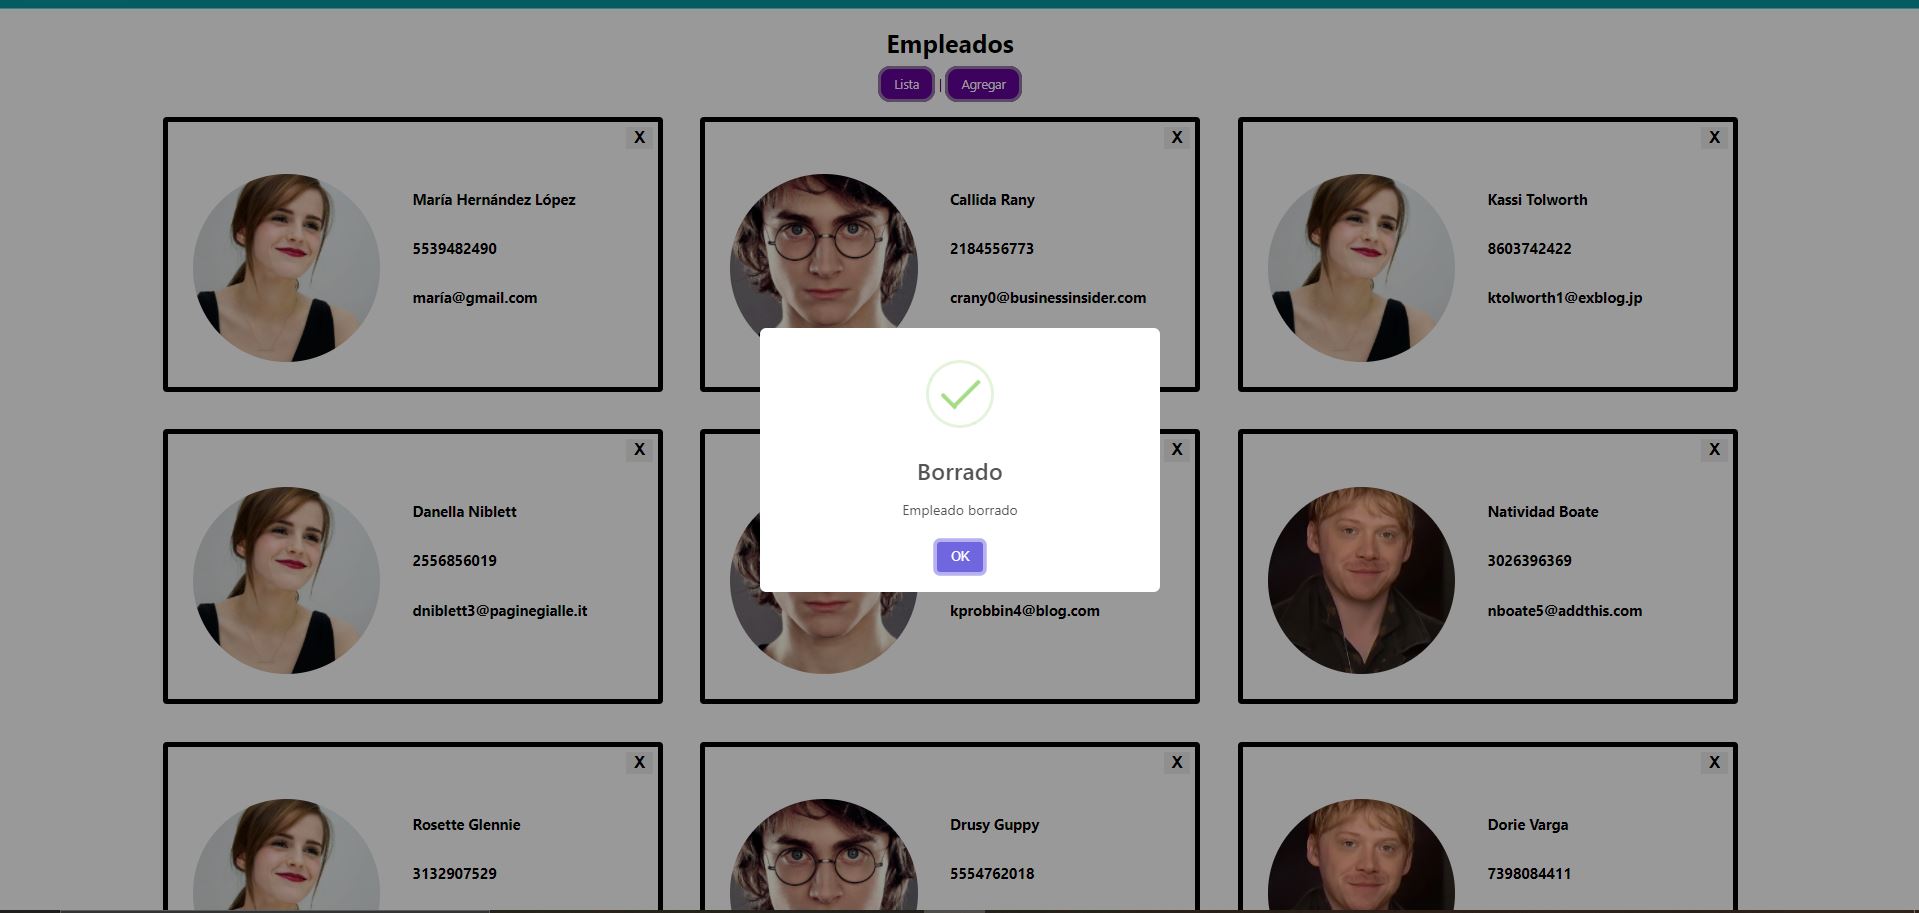 Empleados
Lista | Agregar
X
María Hernández López
5539482490
maría@gmail.com
X
Callida Rany
2184556773
crany0@businessinsider.com
X
Kassi Tolworth
8603742422
ktolworth1@exblog.jp
Borrado
Empleado borrado
OK
X
Danella Niblett
2556856019
dniblett3@paginegialle.it
X
kprobbin4@blog.com
X
Natividad Boate
3026396369
nboate5@addthis.com
X
Rosette Glennie
3132907529
X
Drusy Guppy
5554762018
X
Dorie Varga
7398084411